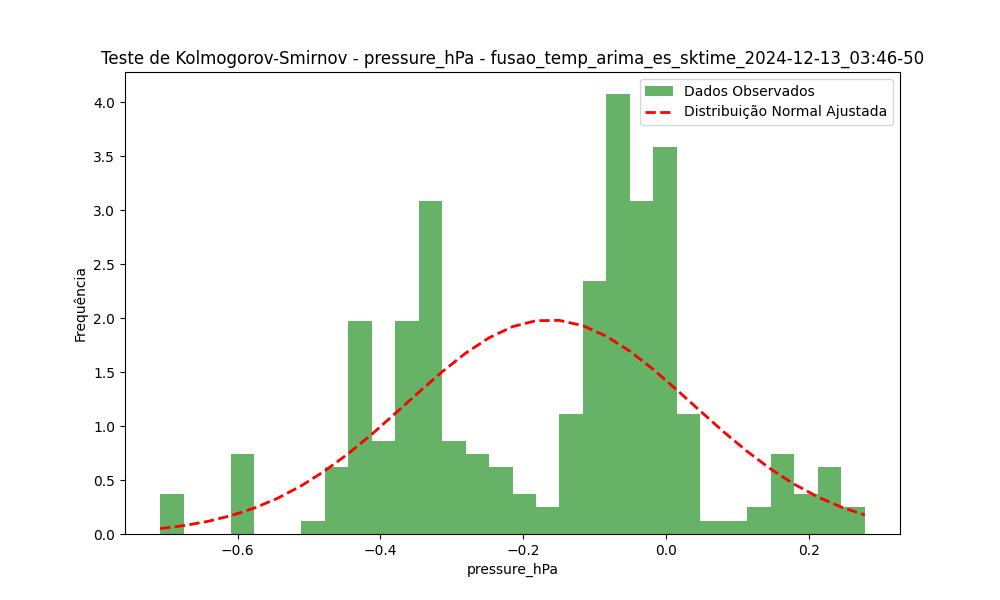 Teste de Kolmogorov-Smirnov - pressure_hPa - fusao_temp_arima_es_sktime_2024-12-13_03:46-50
Dados Observados
Distribuição Normal Ajustada
Frequência
4.0
3.5
3.0
2.5
2.0
1.5
1.0
0.5
0.0
−0.6
−0.4
−0.2
0.0
0.2
pressure_hPa